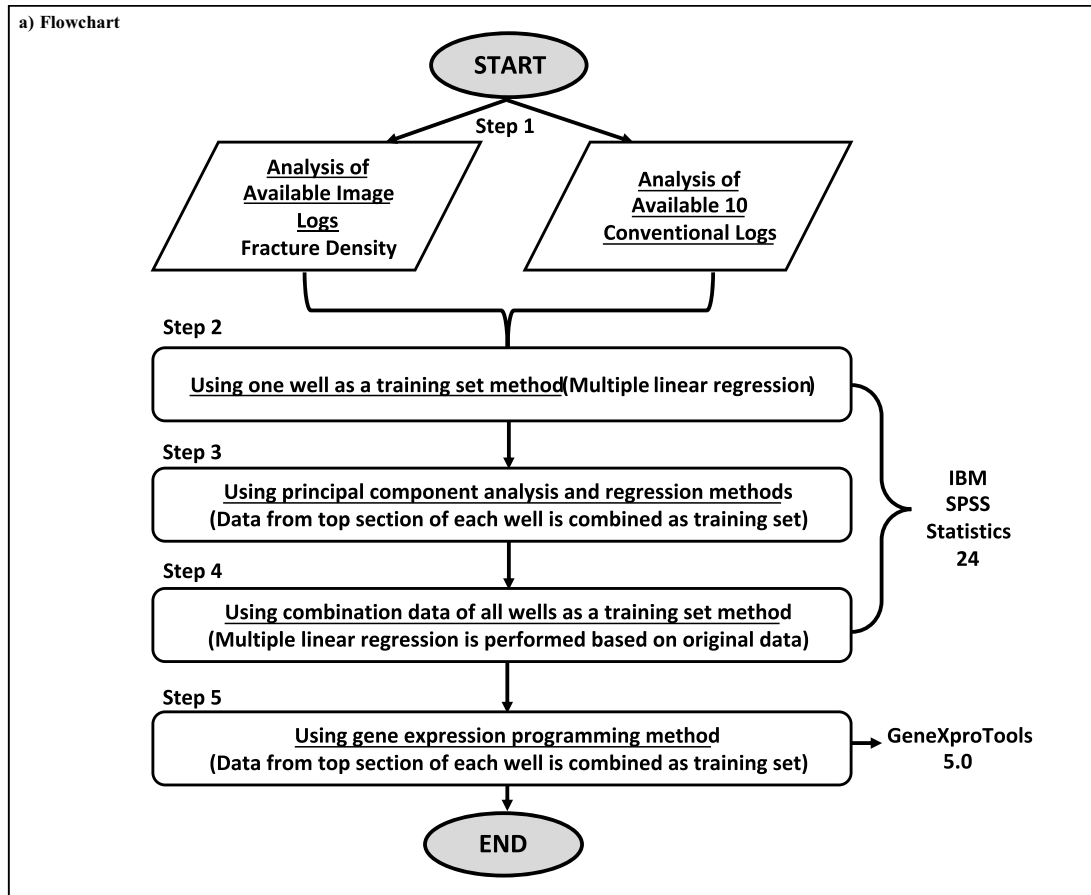 a) Flowchart
START
Step 1
Analysis of
Available Image
Logs
Fracture Density
Analysis of
Available 10
Conventional Logs
Step 2
Using one well as a training set method(Multiple linear regression)
Step 3
Using principal component analysis and regression methods
(Data from top section of each well is combined as training set)
Step 4
Using combination data of all wells as a training set method
(Multiple linear regression is performed based on original data)
IBM
SPSS
Statistics
24
Step 5
Using gene expression programming method
(Data from top section of each well is combined as training set)
GeneXproTools
5.0
END